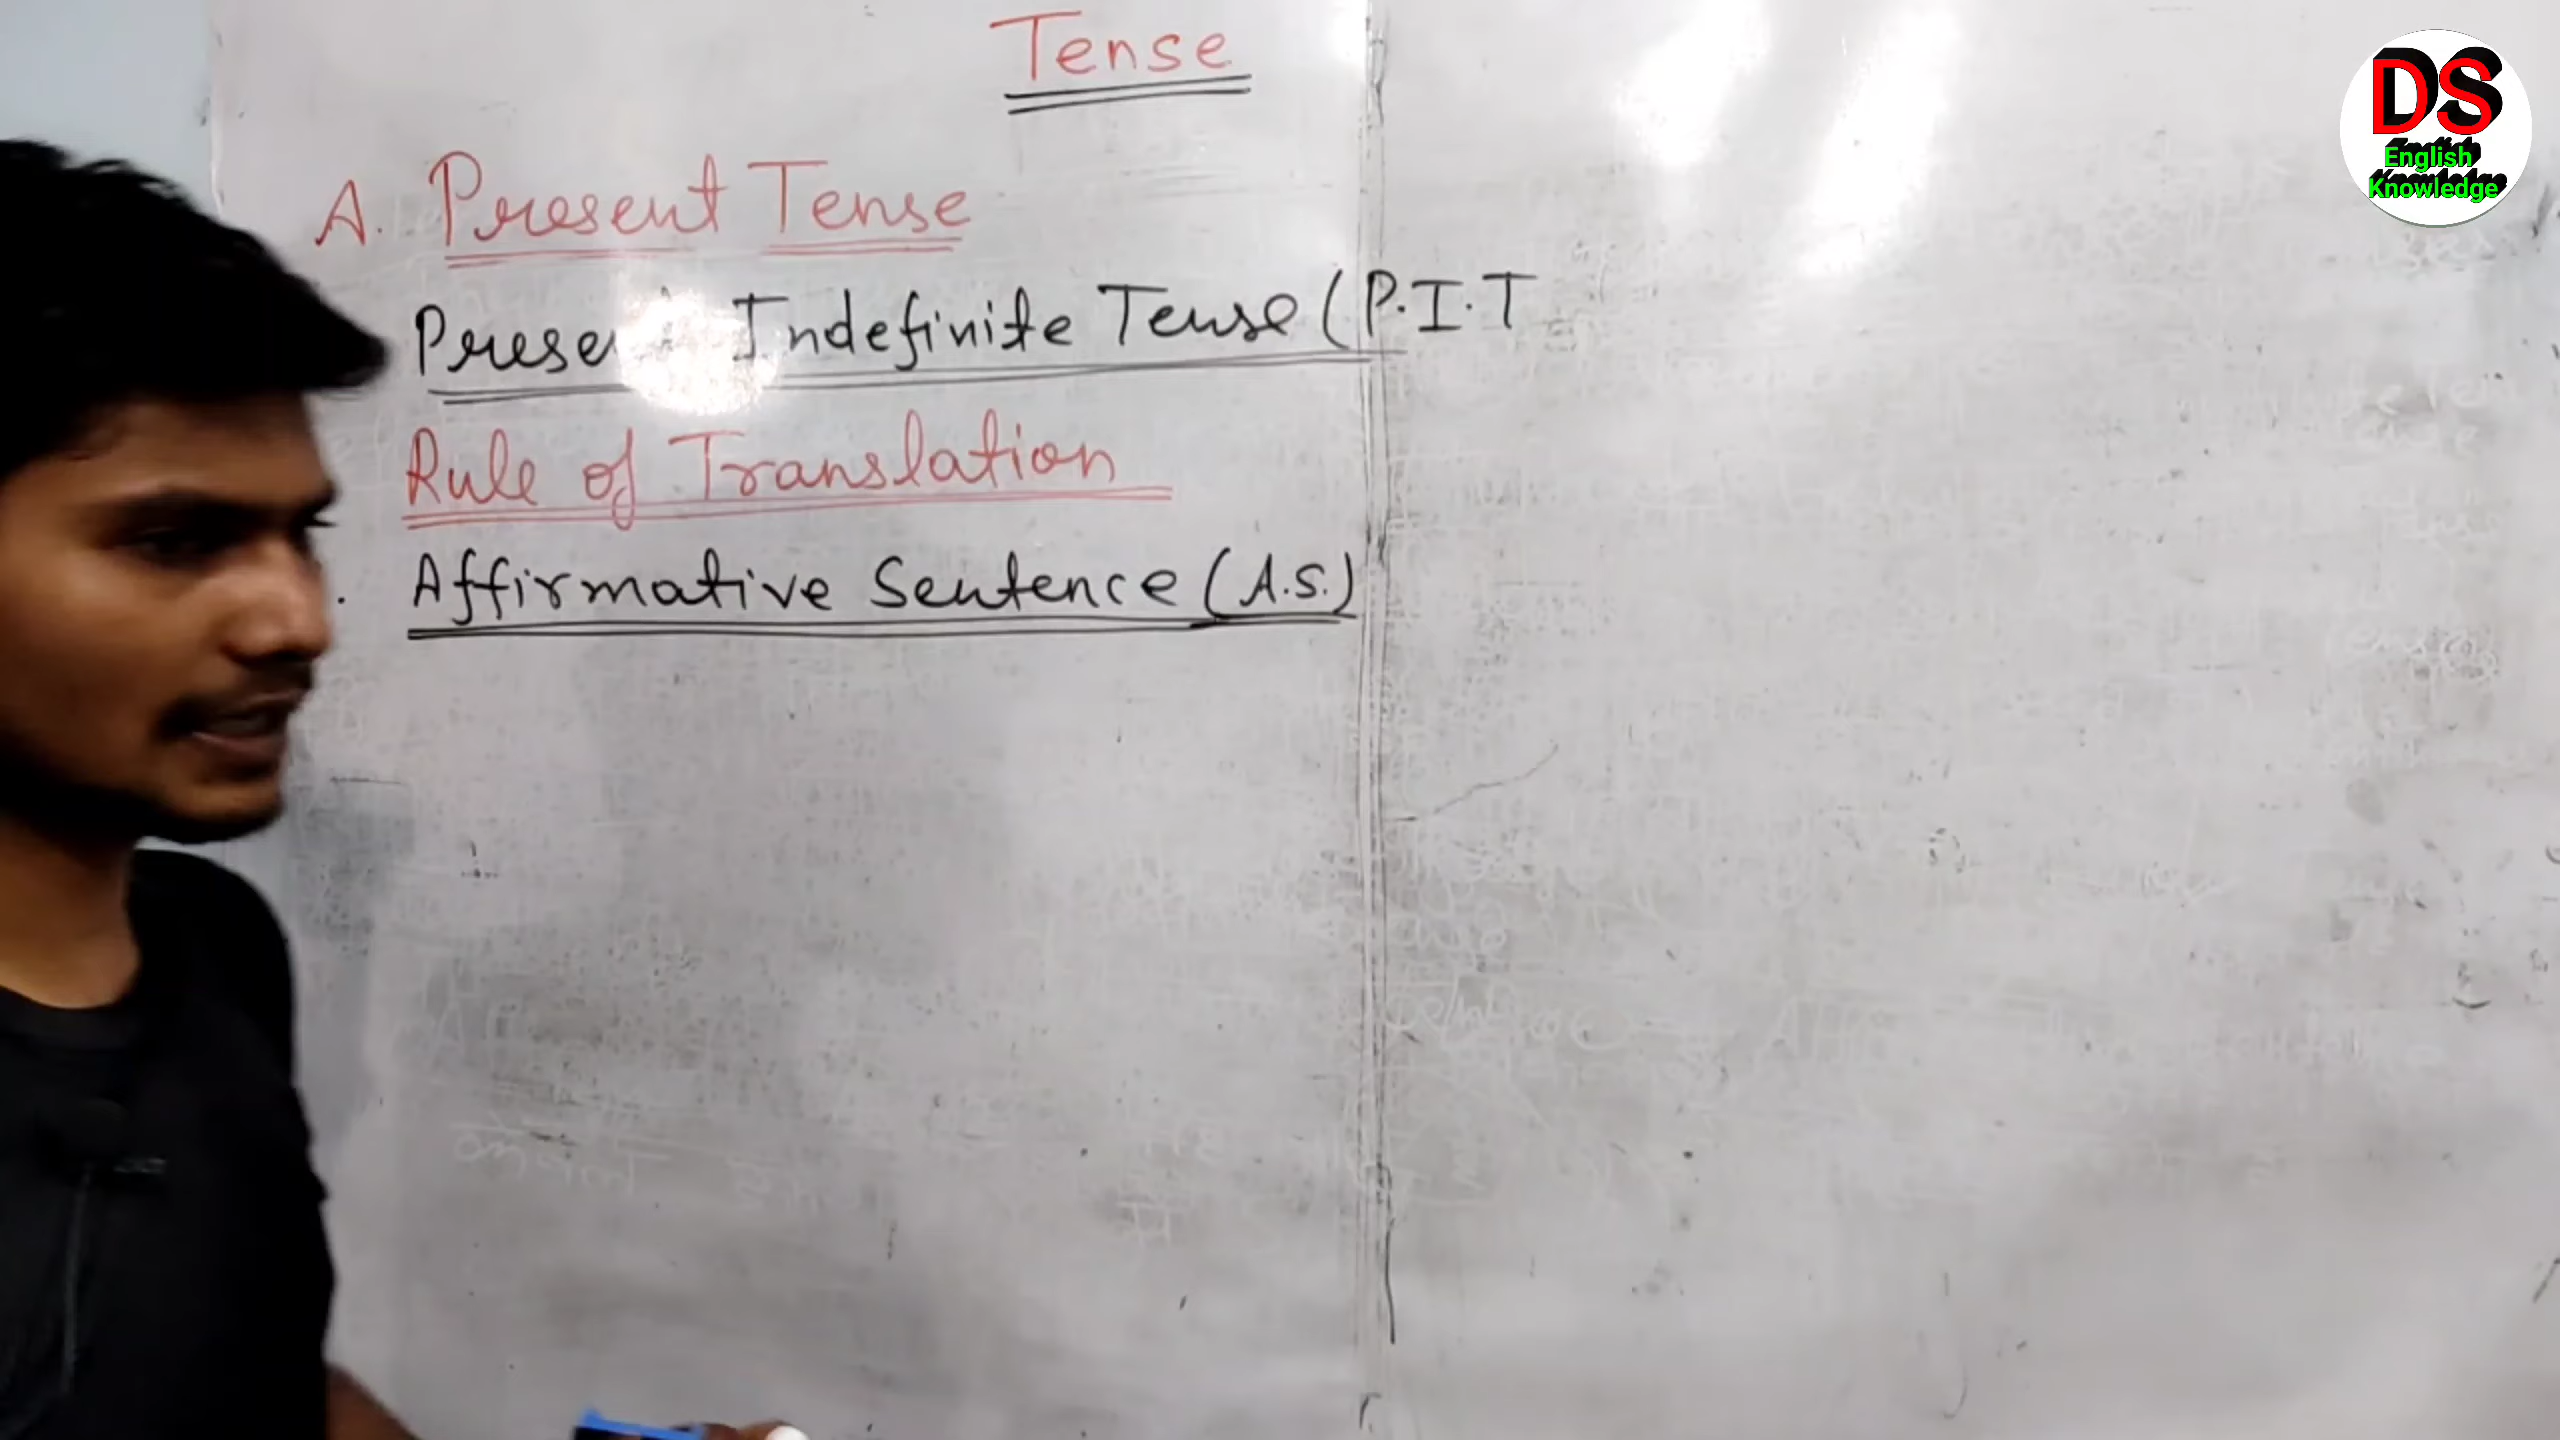 Tense
A. Present Tense
Present Indefinite Tense (P.I.T
Rule of Translation
. Affirmative Sentence (A.S.)
DS
English
Knowledge